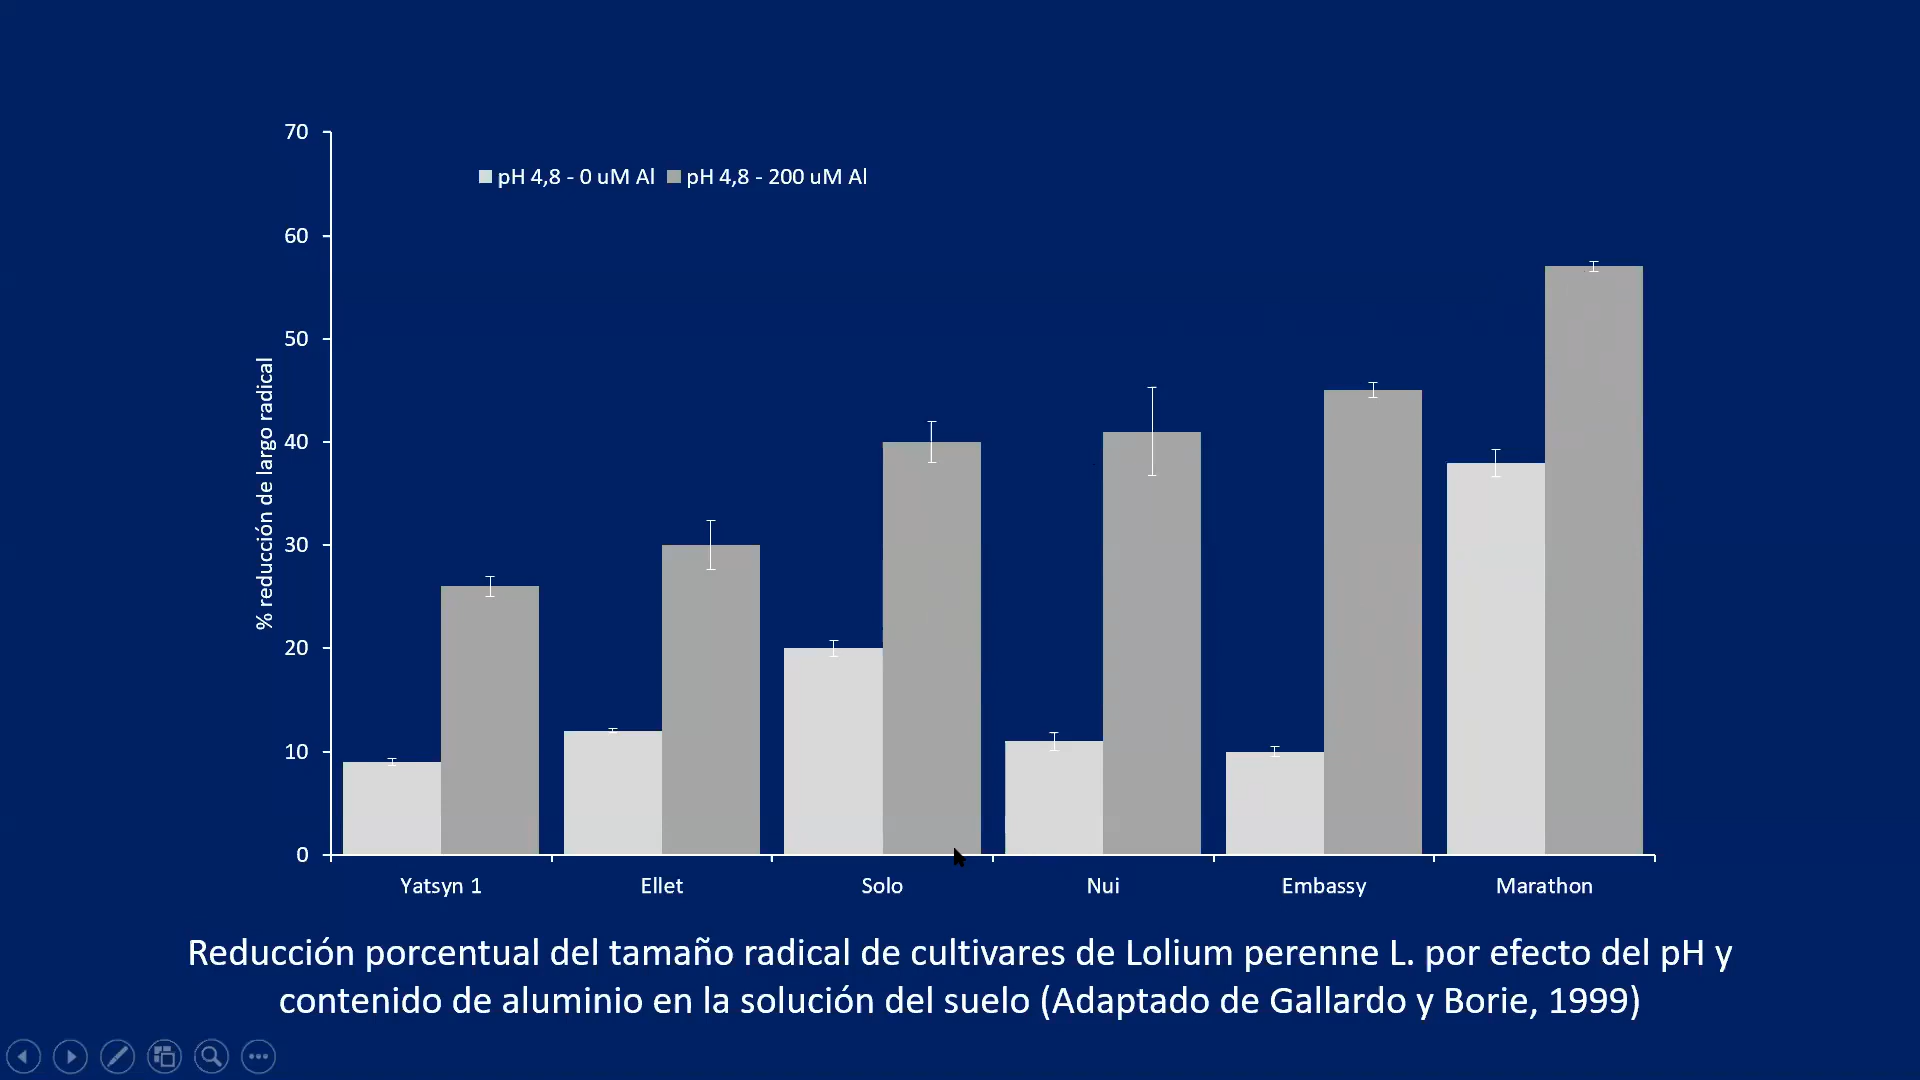 70
pH 4,8 - 0 uM Al pH 4,8 - 200 uM Al
60
50
40
30
20
10
0
% reducción de largo radical
Yatsyn 1 Ellet Solo Nui Embassy Marathon
Reducción porcentual del tamaño radical de cultivares de Lolium perenne L. por efecto del pH y
contenido de aluminio en la solución del suelo (Adaptado de Gallardo y Borie, 1999)